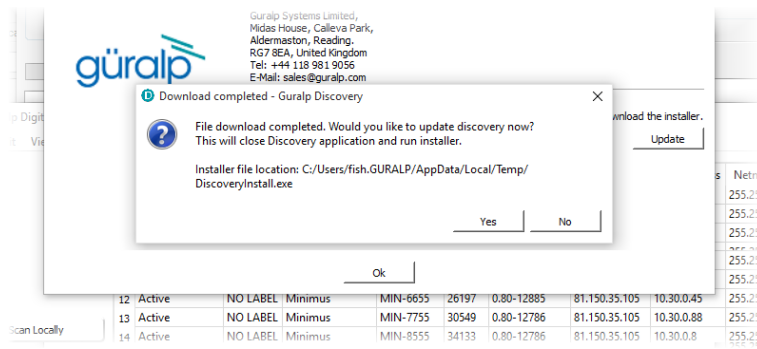 Guralp Systems Limited,
Midas House, Calleva Park,
Aldermaston, Reading.
RG7 8EA, United Kingdom
Tel: +44 118 981 9056
E-Mail: sales@guralp.com
güralp
Download completed - Guralp Discovery
the installer.
File download completed. Would you like to update discovery now?
This will close Discovery application and run installer.
Update
Installer file location: C:/Users/fish.GURALP/AppData/Local/Temp/
DiscoveryInstall.exe
Yes No
Ok
12 Active NO LABEL Minimus MIN-6655 26197 0.80-12885 81.150.35.105 10.30.0.45
13 Active NO LABEL Minimus MIN-7755 30549 0.80-12786 81.150.35.105 10.30.0.88
Scan Locally
14 Active NO LABEL Minimus MIN-8555 34133 0.80-12786 81.150.35.105 10.30.0.8